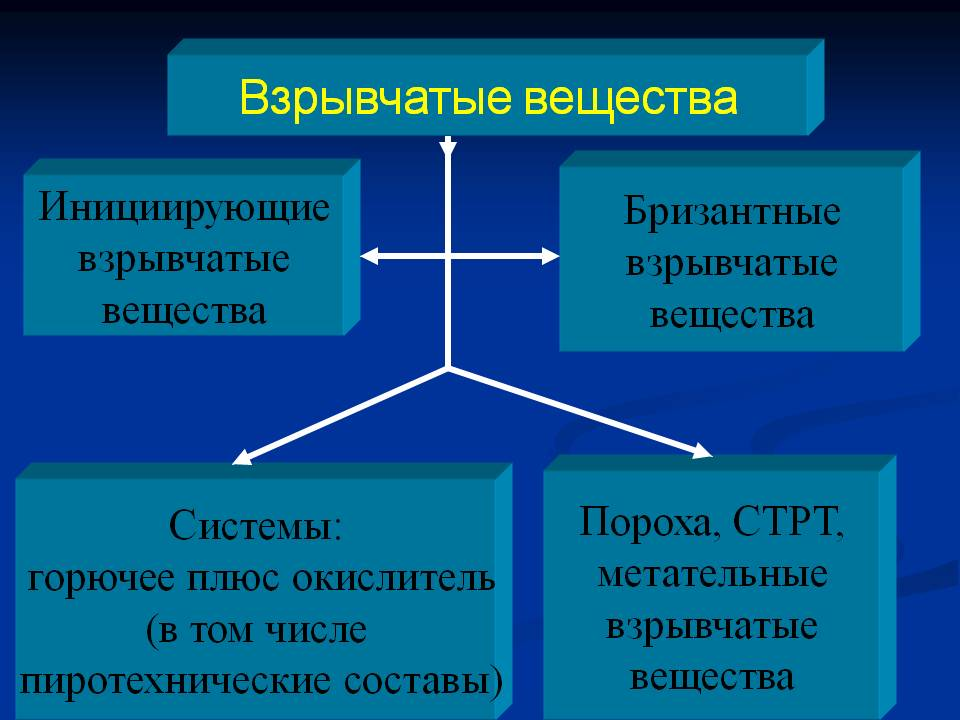 Взрывчатые вещества
Инициирующие
взрывчатые
вещества
Бризантные
взрывчатые
вещества
Системы:
горючее плюс окислитель
(в том числе
пиротехнические составы)
Пороха, СТРТ,
метательные
взрывчатые
вещества